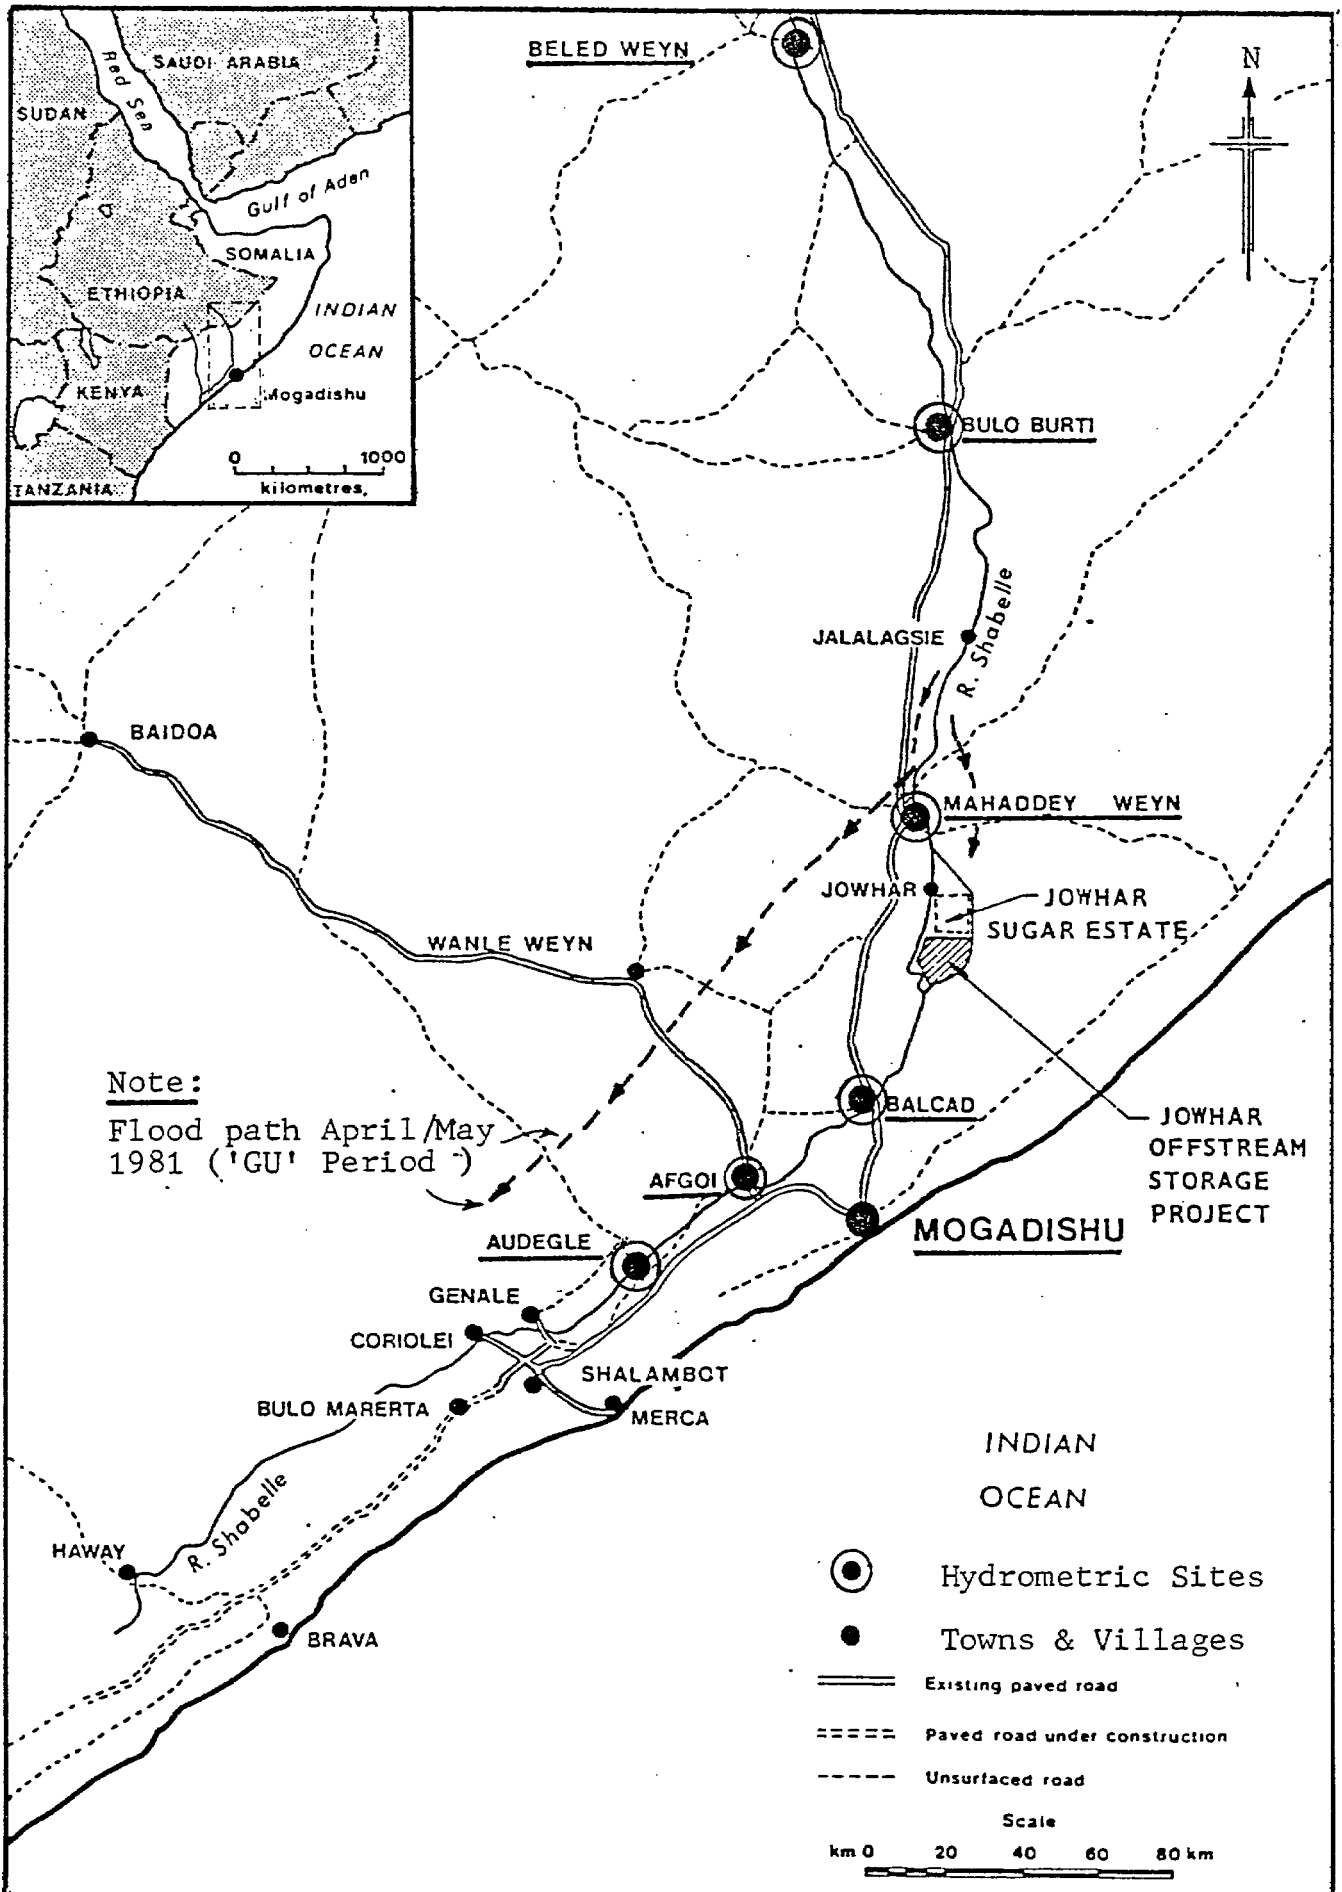 SAUDI ARABIA
Red Sea
SUDAN
Gulf of Aden
SOMALIA
ETHIOPIA
INDIAN
OCEAN
KENYA
Mogadishu
0 1000
kilometres,
TANZANIA
BELED WEYN
N
BULO BURTI
JALALAGSIE
R. Shabelle
BAIDOA
MAHADDEY WEYN
JOWHAR
JOWHAR
SUGAR ESTATE
WANLE WEYN
Note:
Flood path April/May
1981 ('GU' Period )
BALCAD
JOWHAR
OFFSTREAM
STORAGE
PROJECT
AFGOI
MOGADISHU
AUDEGLE
GENALE
CORIOLEI
SHALAMBOT
BULO MARERTA
MERCA
INDIAN
OCEAN
R. Shabelle
HAWAY
BRAVA
Hydrometric Sites
Towns & Villages
Existing paved road
Paved road under construction
Unsurfaced road
Scale
km 0 20 40 60 80 km